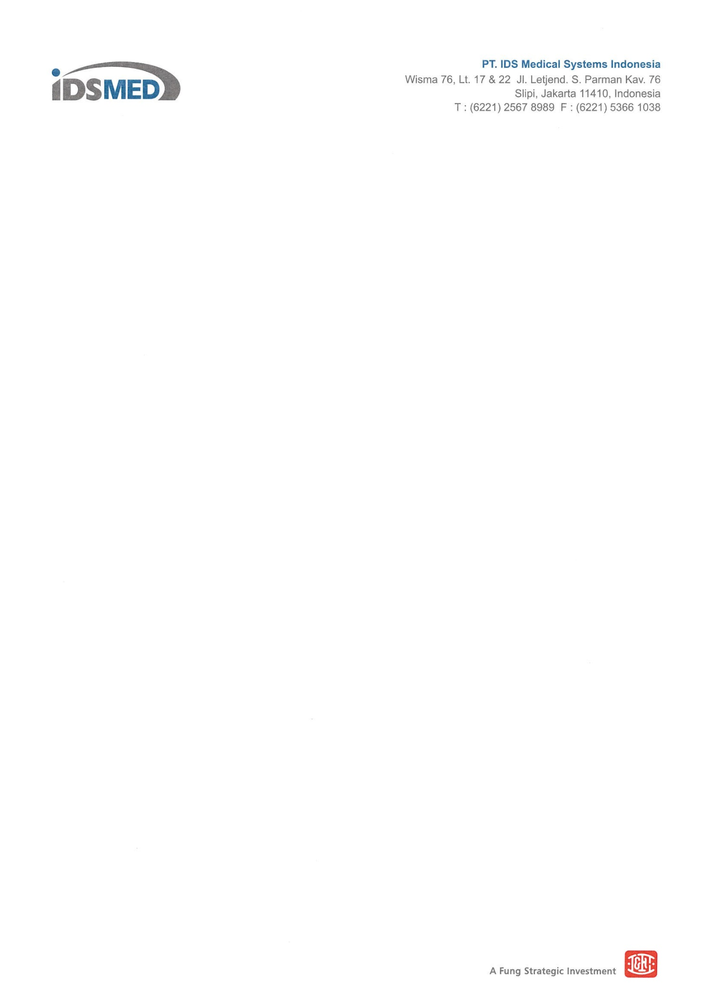 iDSMED
PT. IDS Medical Systems Indonesia
Wisma 76, Lt. 17 & 22 Jl. Letjend. S. Parman Kav. 76
Slipi, Jakarta 11410, Indonesia
T : (6221) 2567 8989 F : (6221) 5366 1038
A Fung Strategic Investment